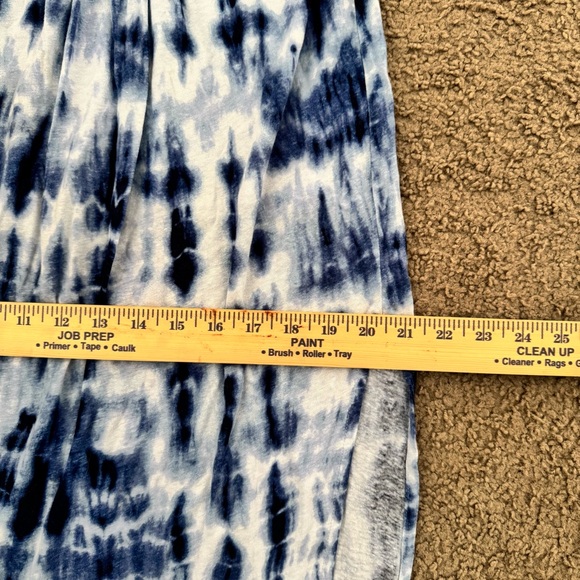 11 12 13 14 15 16 17 18 19 20 21 22 23 24 25
JOB PREP
• Primer • Tape • Caulk
PAINT
• Brush • Roller • Tray
CLEAN UP
• Cleaner • Rags • G